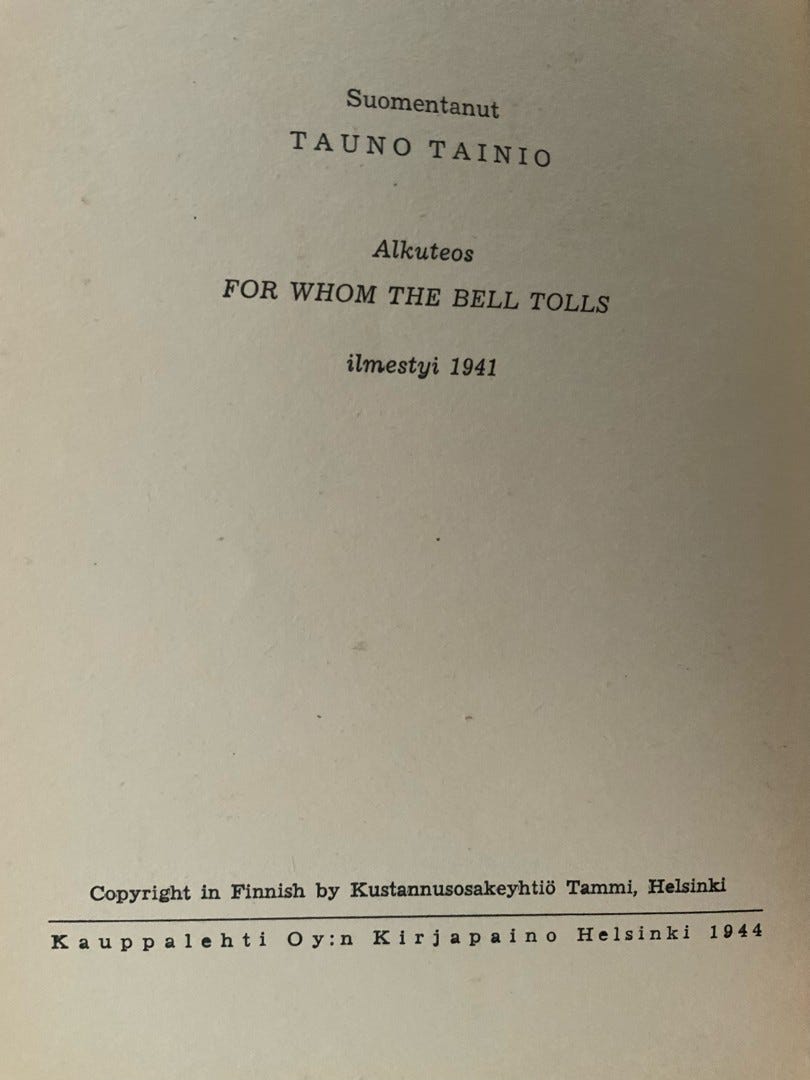 Suomentanut
TAUNO TAINIO
Alkuteos
FOR WHOM THE BELL TOLLS
ilmestyi 1941
Copyright in Finnish by Kustannusosakeyhtiö Tammi, Helsinki
Kauppalehti Oy:n Kirjapaino Helsinki 1944